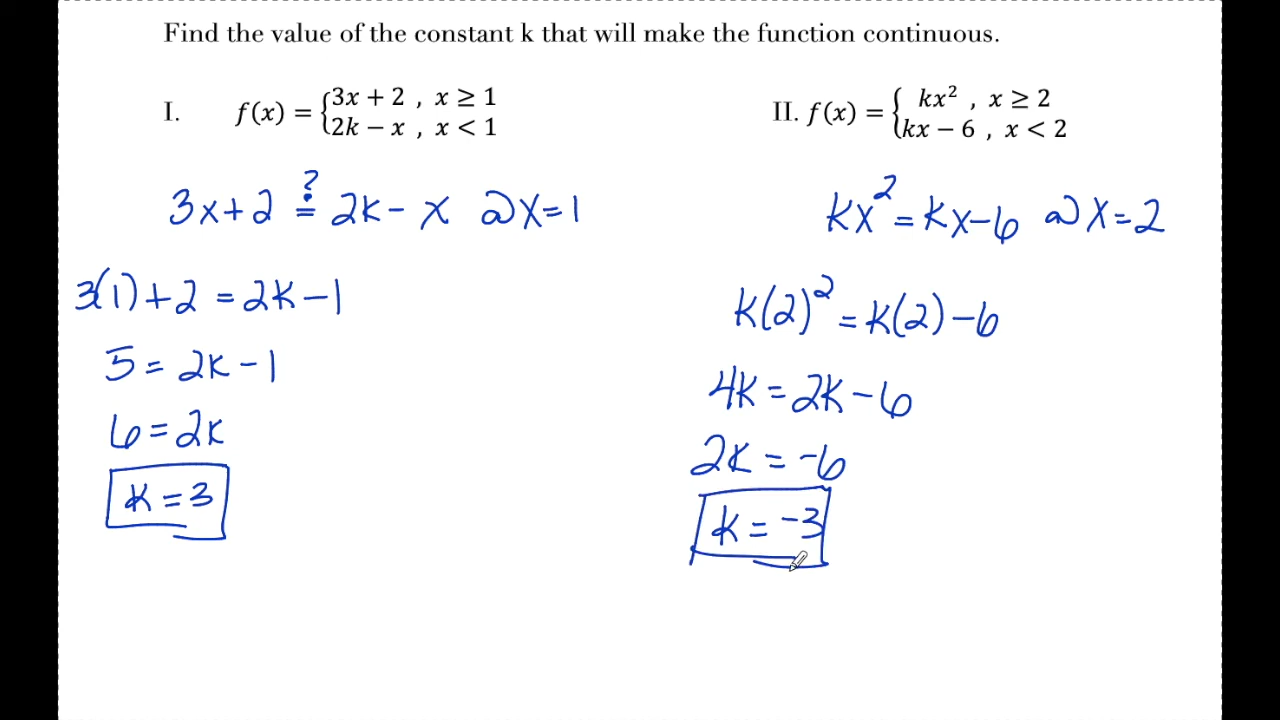 Find the value of the constant k that will make the function continuous.
I. f(x) = {3x + 2 , x ≥ 1
2k − x , x < 1
3x+2 ≟ 2k − x @ x=1
3(1)+2 = 2k − 1
5 = 2k − 1
6 = 2k
k = 3
II. f(x) = { kx² , x ≥ 2
kx − 6 , x < 2
kx² = kx−6 @ x=2
k(2)² = k(2) − 6
4k = 2k − 6
2k = −6
k = −3